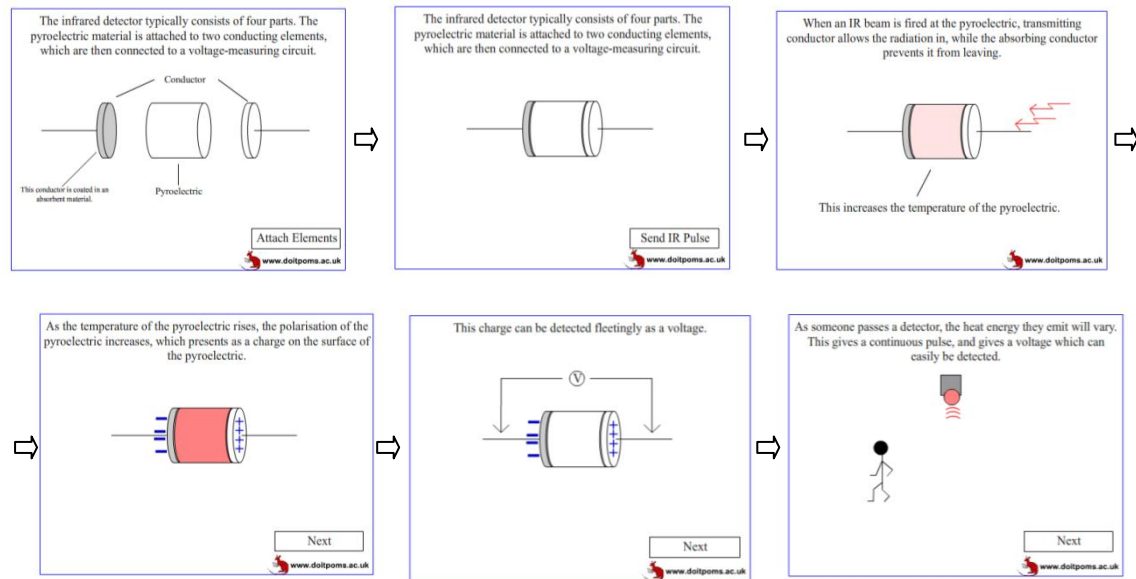 The infrared detector typically consists of four parts. The
pyroelectric material is attached to two conducting elements,
which are then connected to a voltage-measuring circuit.
Conductor
This conductor is coated in an
absorbent material.
Pyroelectric
Attach Elements
www.doitpoms.ac.uk
The infrared detector typically consists of four parts. The
pyroelectric material is attached to two conducting elements,
which are then connected to a voltage-measuring circuit.
Send IR Pulse
www.doitpoms.ac.uk
When an IR beam is fired at the pyroelectric, transmitting
conductor allows the radiation in, while the absorbing conductor
prevents it from leaving.
This increases the temperature of the pyroelectric.
www.doitpoms.ac.uk
As the temperature of the pyroelectric rises, the polarisation of the
pyroelectric increases, which presents as a charge on the surface of
the pyroelectric.
Next
www.doitpoms.ac.uk
This charge can be detected fleetingly as a voltage.
V
Next
www.doitpoms.ac.uk
As someone passes a detector, the heat energy they emit will vary.
This gives a continuous pulse, and gives a voltage which can
easily be detected.
Next
www.doitpoms.ac.uk